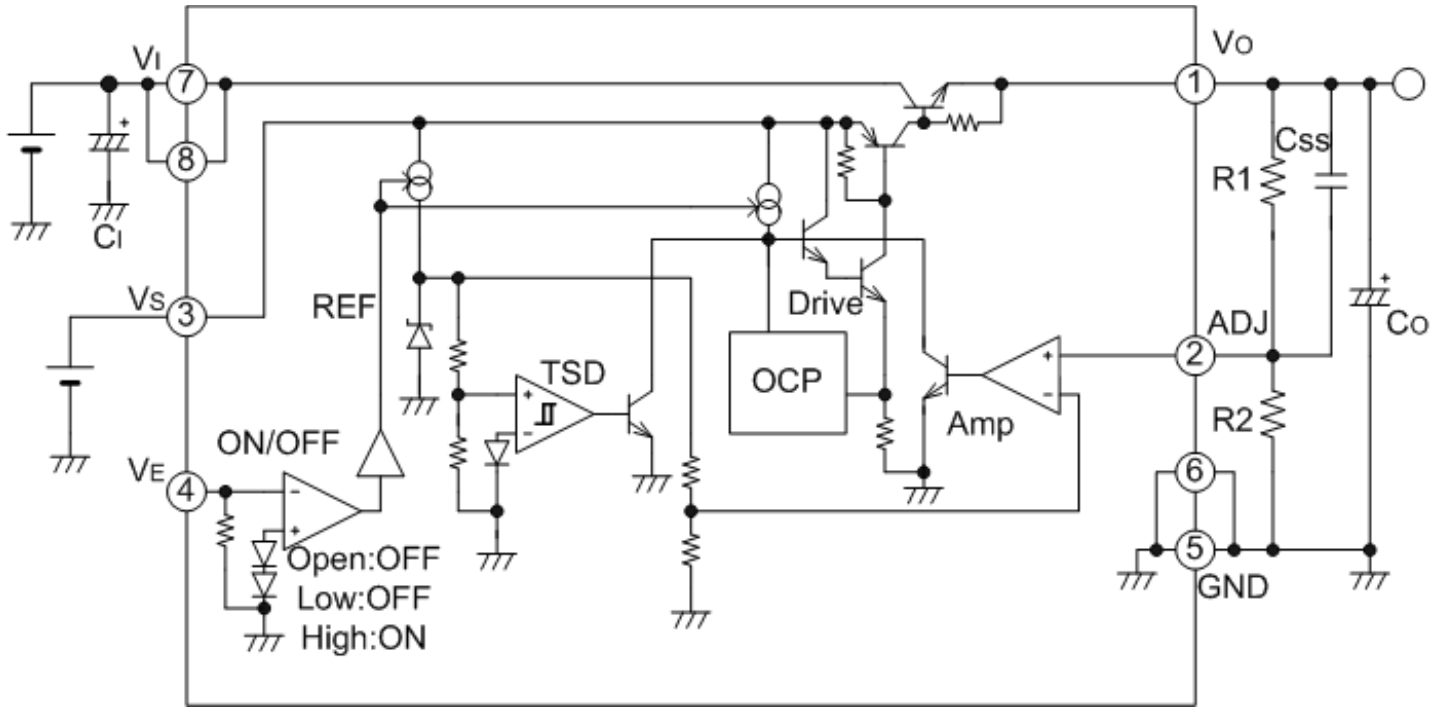 VI
VO
7
1
+
CSS
8
R1
CI
+
VS
REF
Drive
ADJ
CO
3
2
TSD
OCP
+
+
-
-
Amp
R2
ON/OFF
VE
6
4
-
+
Open:OFF
5
Low:OFF
GND
High:ON